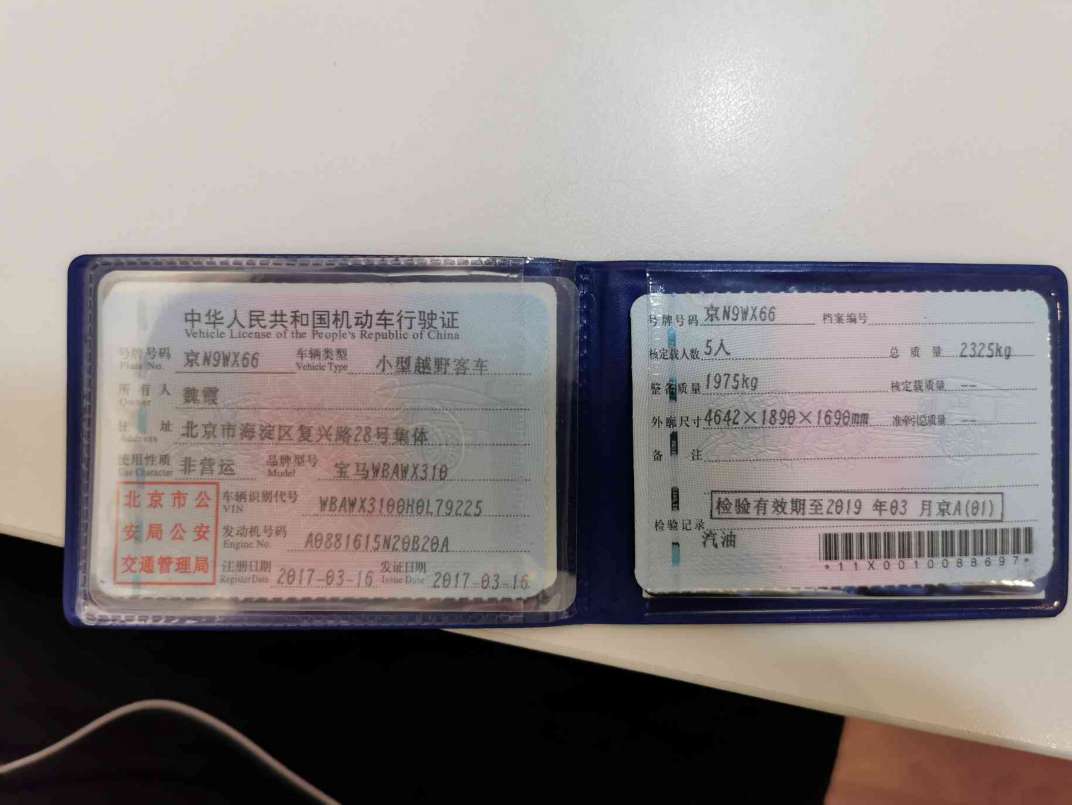 中华人民共和国机动车行驶证
Vehicle License of the People's Republic of China
号牌号码 京N9WX66 车辆类型 小型越野客车
Plate No. Vehicle Type
所有人 魏霞
Owner
住址 北京市海淀区复兴路28号集体
Address
使用性质 非营运 品牌型号 宝马WBAWX310
Use Character Model
北京市公安局公安交通管理局
车辆识别代号 WBAWX3100H0L79225
VIN
发动机号码 A0881615N20B20A
Engine No.
注册日期 2017-03-16 发证日期 2017-03-16
Register Date Issue Date
号牌号码 京N9WX66 档案编号
核定载人数 5人 总质量 2325kg
整备质量 1975kg 核定载质量 --
外廓尺寸 4642×1890×1690mm 准牵引总质量 --
备注
检验有效期至2019年03月京A(01)
检验记录
汽油
*11X0010088697*